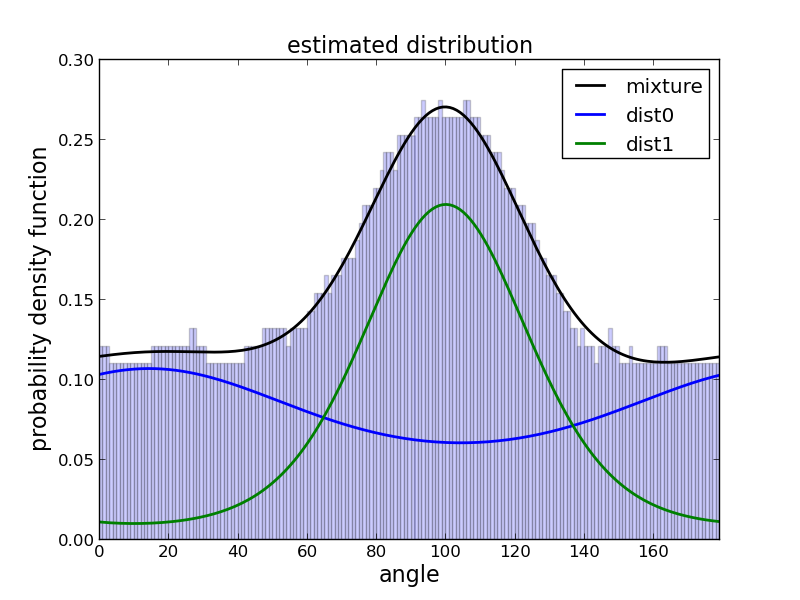 estimated distribution
mixture
dist0
dist1
probability density function
0.30
0.25
0.20
0.15
0.10
0.05
0.00
0 20 40 60 80 100 120 140 160
angle